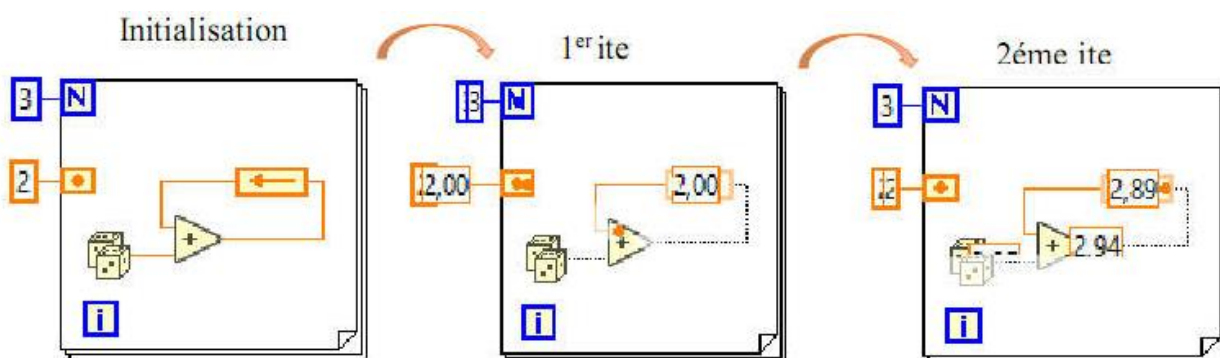 Initialisation
1er ite
2éme ite
3 N
3 N
3 N
2
2,00
2,00
2
2,89
+
+
+ 2.94
i
i
i